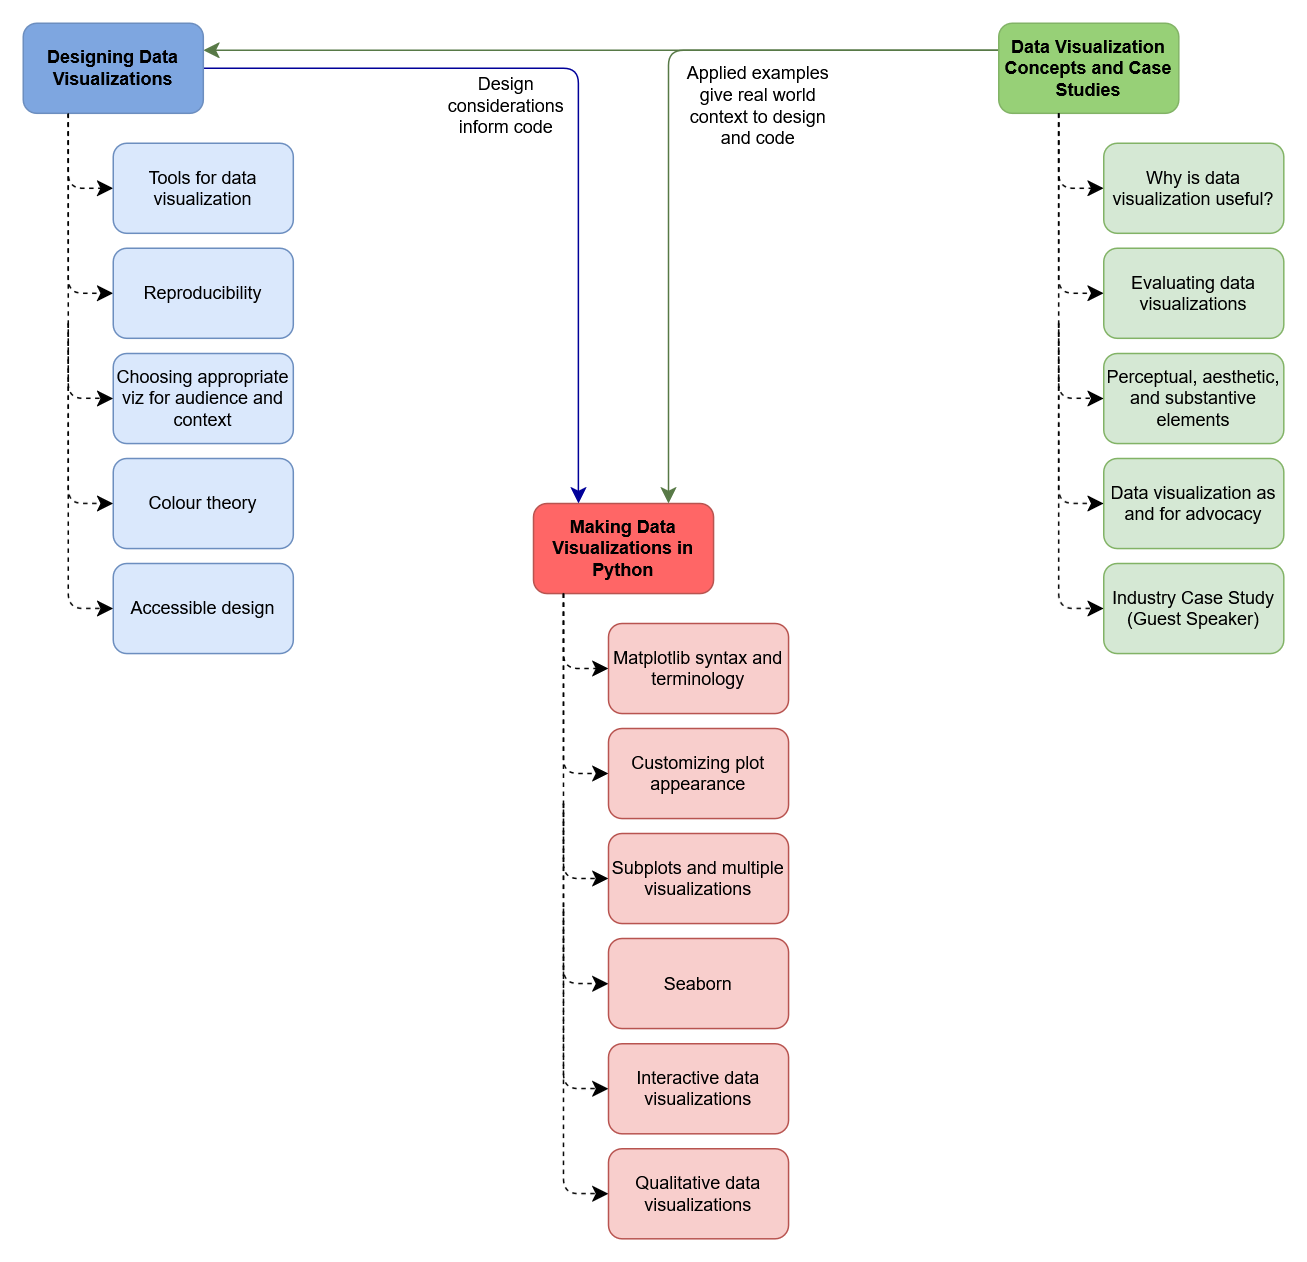 Designing Data
Visualizations
Design
considerations
inform code
Applied examples
give real world
context to design
and code
Data Visualization
Concepts and Case
Studies
Tools for data
visualization
Reproducibility
Choosing appropriate
viz for audience and
context
Colour theory
Accessible design
Why is data
visualization useful?
Evaluating data
visualizations
Perceptual, aesthetic,
and substantive
elements
Data visualization as
and for advocacy
Industry Case Study
(Guest Speaker)
Making Data
Visualizations in
Python
Matplotlib syntax and
terminology
Customizing plot
appearance
Subplots and multiple
visualizations
Seaborn
Interactive data
visualizations
Qualitative data
visualizations